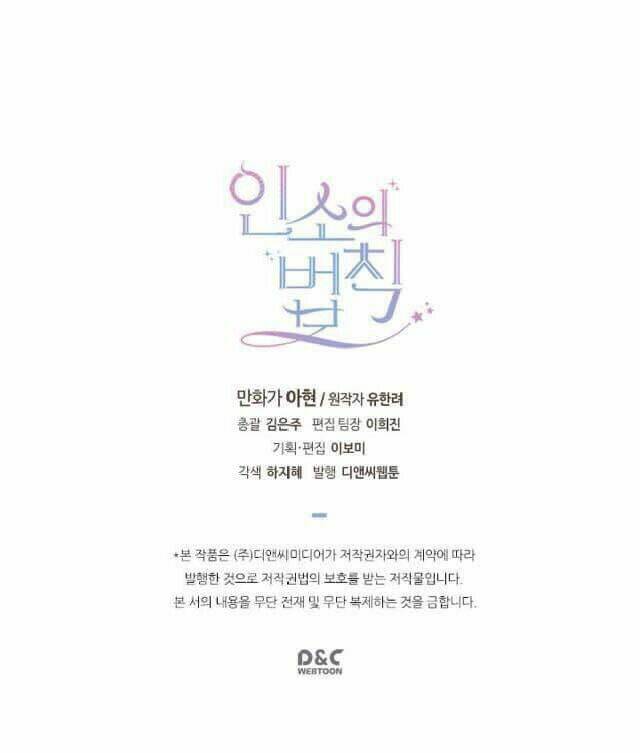 인소의
법칙
만화가 아현 / 원작자 유한려
총괄 김은주 편집 팀장 이희진
기획·편집 이보미
각색 하지혜 발행 디앤씨웹툰
*본 작품은 (주)디앤씨미디어가 저작권자와의 계약에 따라
발행한 것으로 저작권법의 보호를 받는 저작물입니다.
본 서의 내용을 무단 전재 및 무단 복제하는 것을 금합니다.
D&C
WEBTOON